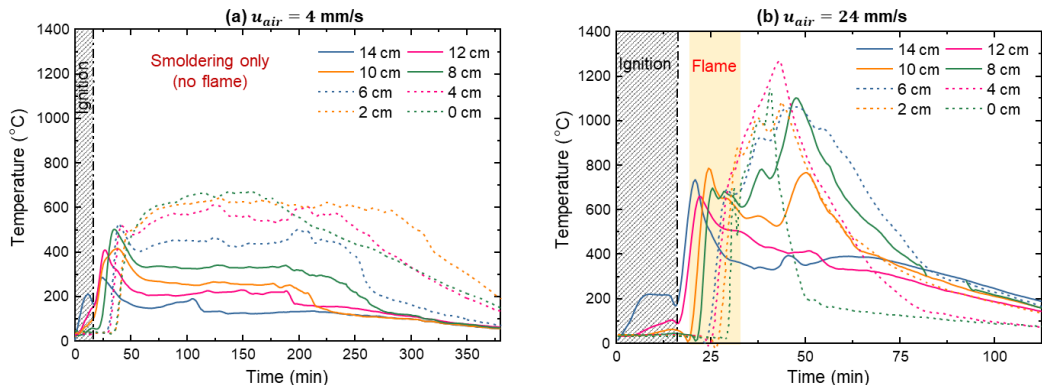 (a) u_air = 4 mm/s
1400
1200
1000
800
600
400
200
0
Temperature (°C)
Ignition
Smoldering only
(no flame)
14 cm 12 cm
10 cm 8 cm
6 cm 4 cm
2 cm 0 cm
0 50 100 150 200 250 300 350
Time (min)
(b) u_air = 24 mm/s
1400
1200
1000
800
600
400
200
0
Temperature (°C)
Ignition
Flame
14 cm 12 cm
10 cm 8 cm
6 cm 4 cm
2 cm 0 cm
0 25 50 75 100
Time (min)